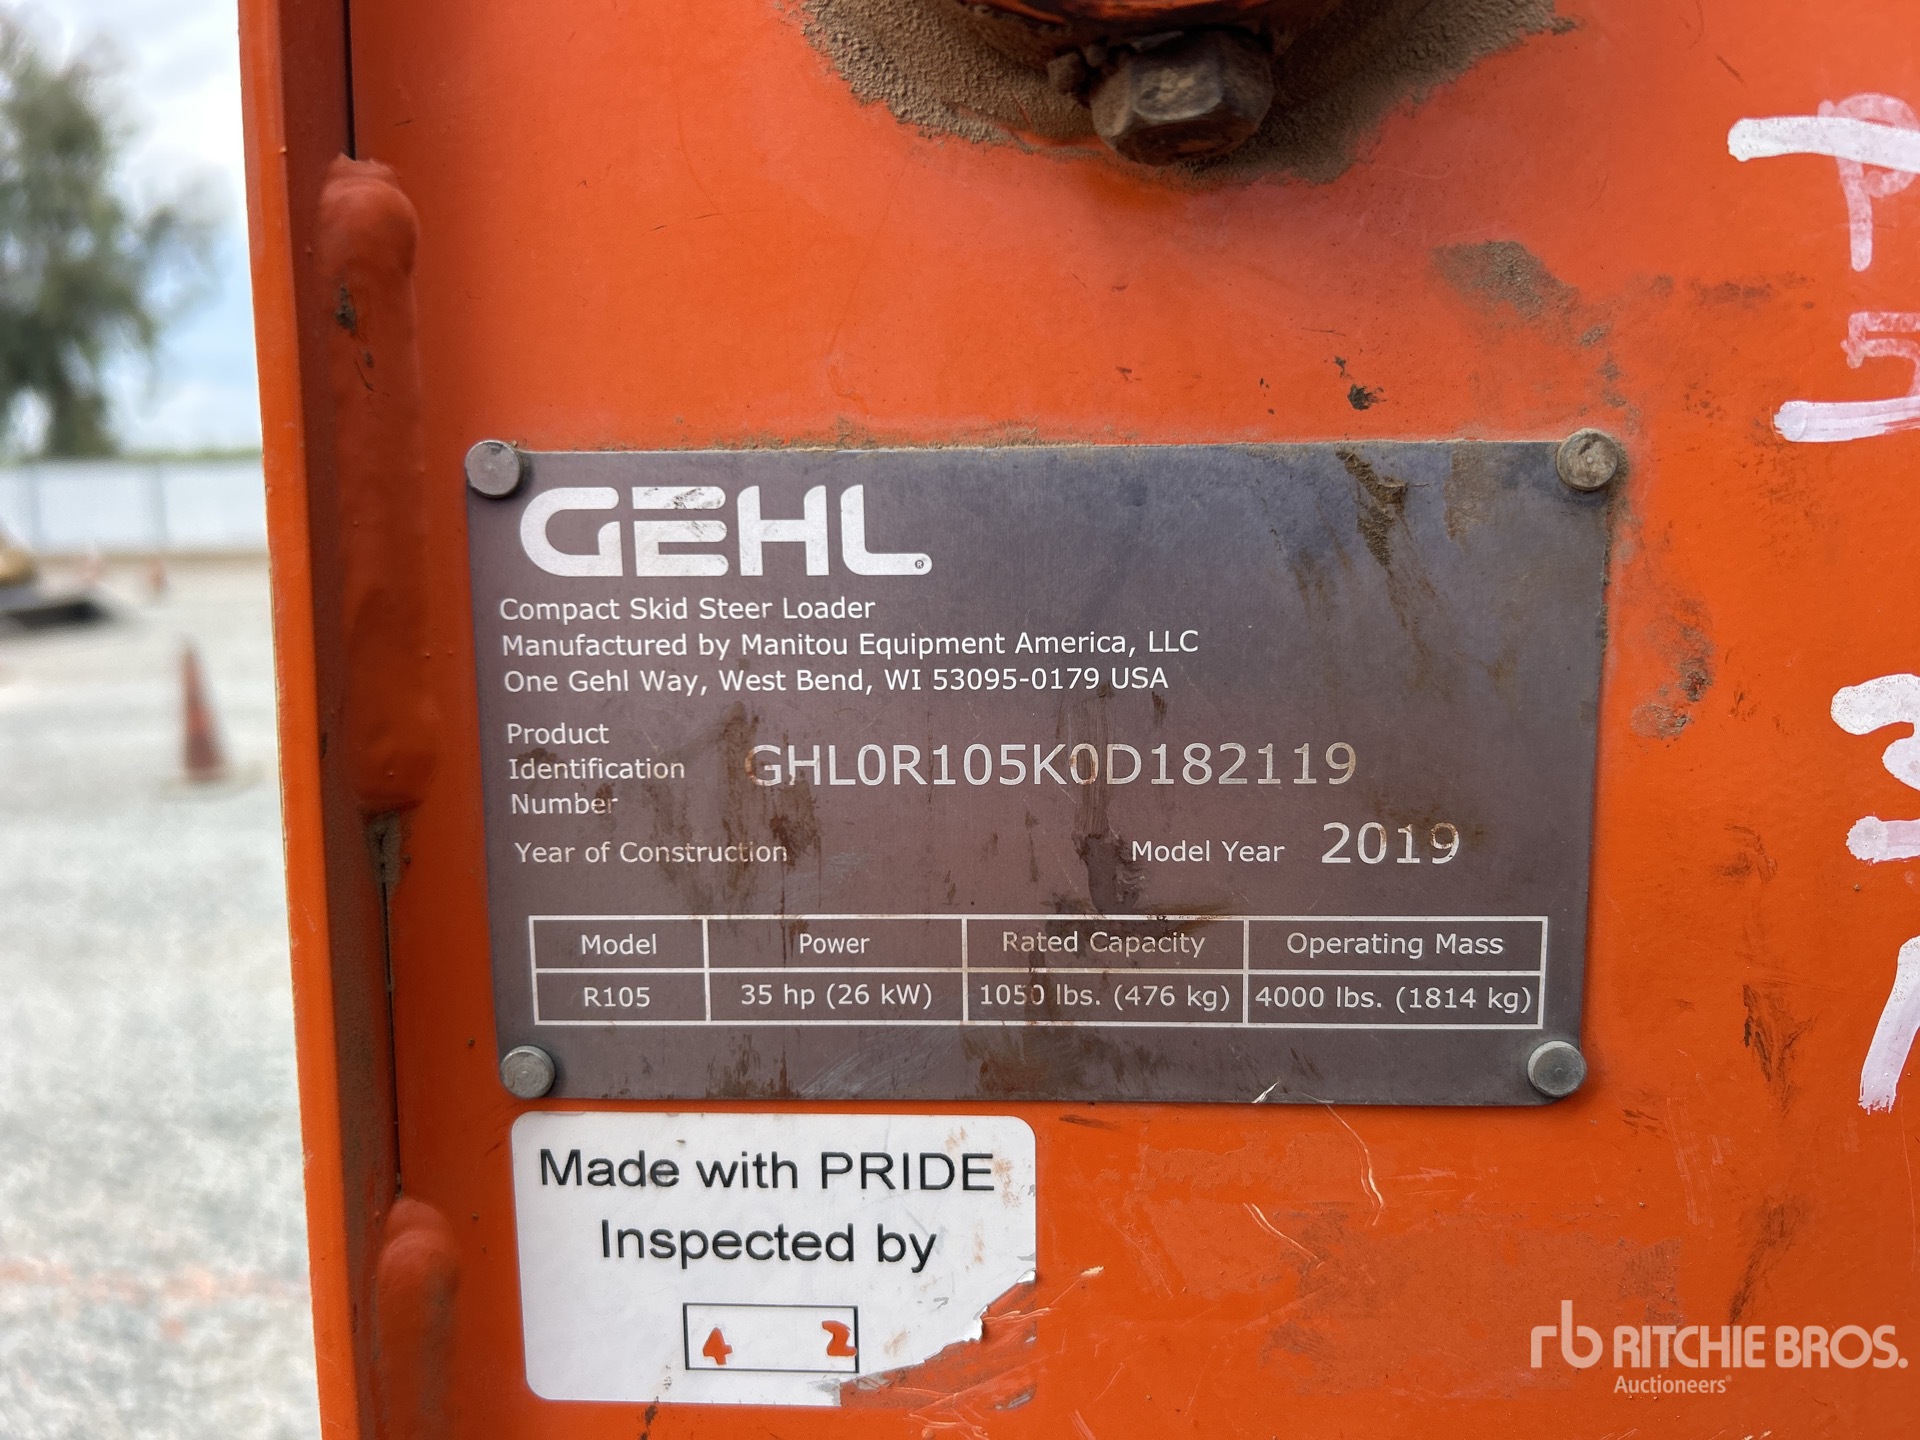 GEHL®
Compact Skid Steer Loader
Manufactured by Manitou Equipment America, LLC
One Gehl Way, West Bend, WI 53095-0179 USA
Product
Identification
Number
GHL0R105K0D182119
Year of Construction
Model Year 2019
Model Power Rated Capacity Operating Mass
R105 35 hp (26 kW) 1050 lbs. (476 kg) 4000 lbs. (1814 kg)
Made with PRIDE
Inspected by
4 2
rb RITCHIE BROS.
Auctioneers